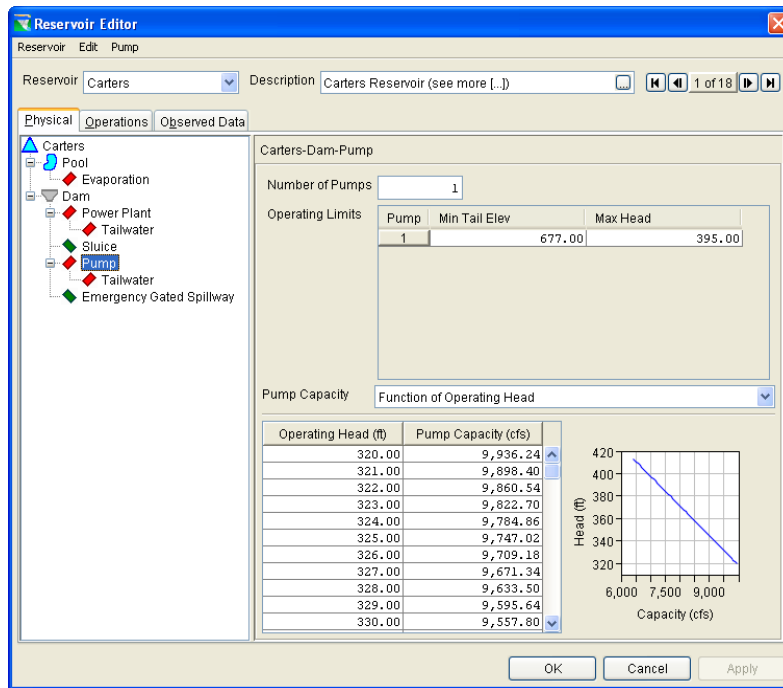 Reservoir Editor
Reservoir Edit Pump
Reservoir Carters Description Carters Reservoir (see more [...]) ... 1 of 18
Physical Operations Observed Data
Carters
Pool
Evaporation
Dam
Power Plant
Tailwater
Sluice
Pump
Tailwater
Emergency Gated Spillway
Carters-Dam-Pump
Number of Pumps 1
Operating Limits Pump Min Tail Elev Max Head
1 677.00 395.00
Pump Capacity Function of Operating Head
Operating Head (ft) Pump Capacity (cfs)
320.00 9,936.24
321.00 9,898.40
322.00 9,860.54
323.00 9,822.70
324.00 9,784.86
325.00 9,747.02
326.00 9,709.18
327.00 9,671.34
328.00 9,633.50
329.00 9,595.64
330.00 9,557.80
Head (ft)
420
400
380
360
340
320
6,000 7,500 9,000
Capacity (cfs)
OK Cancel Apply